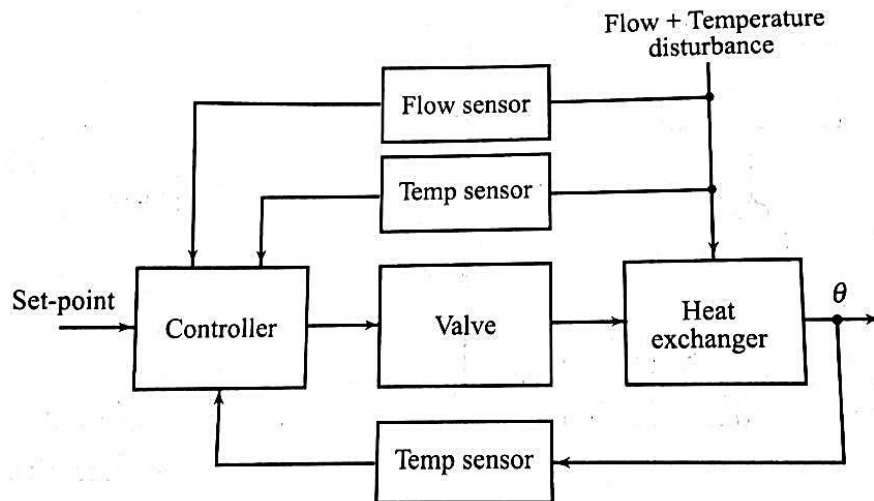 Flow + Temperature
disturbance
Flow sensor
Temp sensor
Set-point
Controller
Valve
Heat
exchanger
θ
Temp sensor